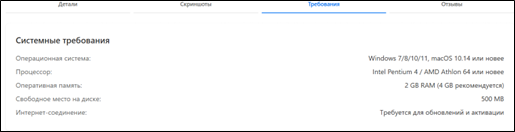 Детали Скриншоты Требования Отзывы
Системные требования
Операционная система: Windows 7/8/10/11, macOS 10.14 или новее
Процессор: Intel Pentium 4 / AMD Athlon 64 или новее
Оперативная память: 2 GB RAM (4 GB рекомендуется)
Свободное место на диске: 500 MB
Интернет-соединение: Требуется для обновлений и активации